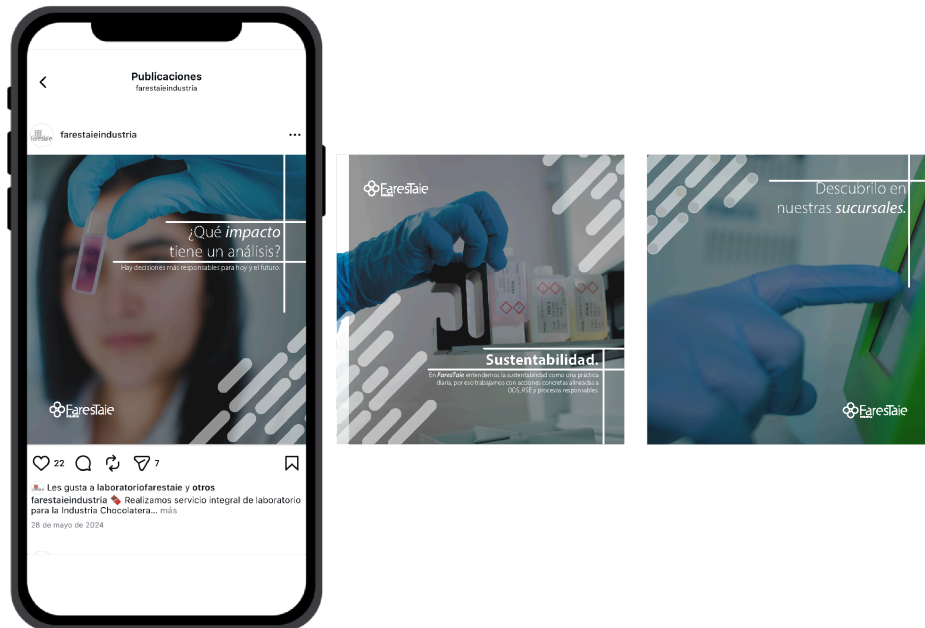 Publicaciones
farestaieindustria
farestaieindustria
¿Qué impacto
tiene un análisis?
Hay decisiones más responsables para hoy y el futuro.
FaresTaie
22
7
Les gusta a laboratoriofarestaie y otros
farestaieindustria Realizamos servicio integral de laboratorio
para la Industria Chocolatera... más
28 de mayo de 2024
FaresTaie
Sustentabilidad.
En FaresTaie entendemos la sustentabilidad como una práctica
diaria, por eso trabajamos con acciones concretas alineadas a
ODS, RSE y procesos responsables.
Descubrilo en
nuestras sucursales.
FaresTaie